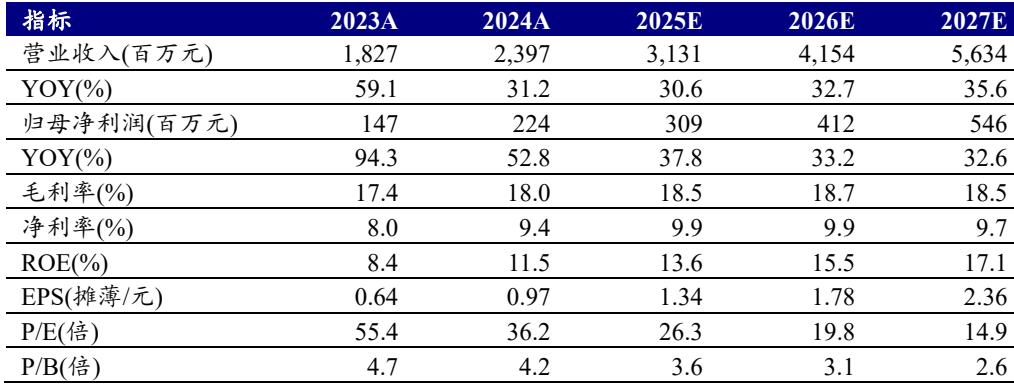 指标 2023A 2024A 2025E 2026E 2027E
营业收入(百万元) 1,827 2,397 3,131 4,154 5,634
YOY(%) 59.1 31.2 30.6 32.7 35.6
归母净利润(百万元) 147 224 309 412 546
YOY(%) 94.3 52.8 37.8 33.2 32.6
毛利率(%) 17.4 18.0 18.5 18.7 18.5
净利率(%) 8.0 9.4 9.9 9.9 9.7
ROE(%) 8.4 11.5 13.6 15.5 17.1
EPS(摊薄/元) 0.64 0.97 1.34 1.78 2.36
P/E(倍) 55.4 36.2 26.3 19.8 14.9
P/B(倍) 4.7 4.2 3.6 3.1 2.6